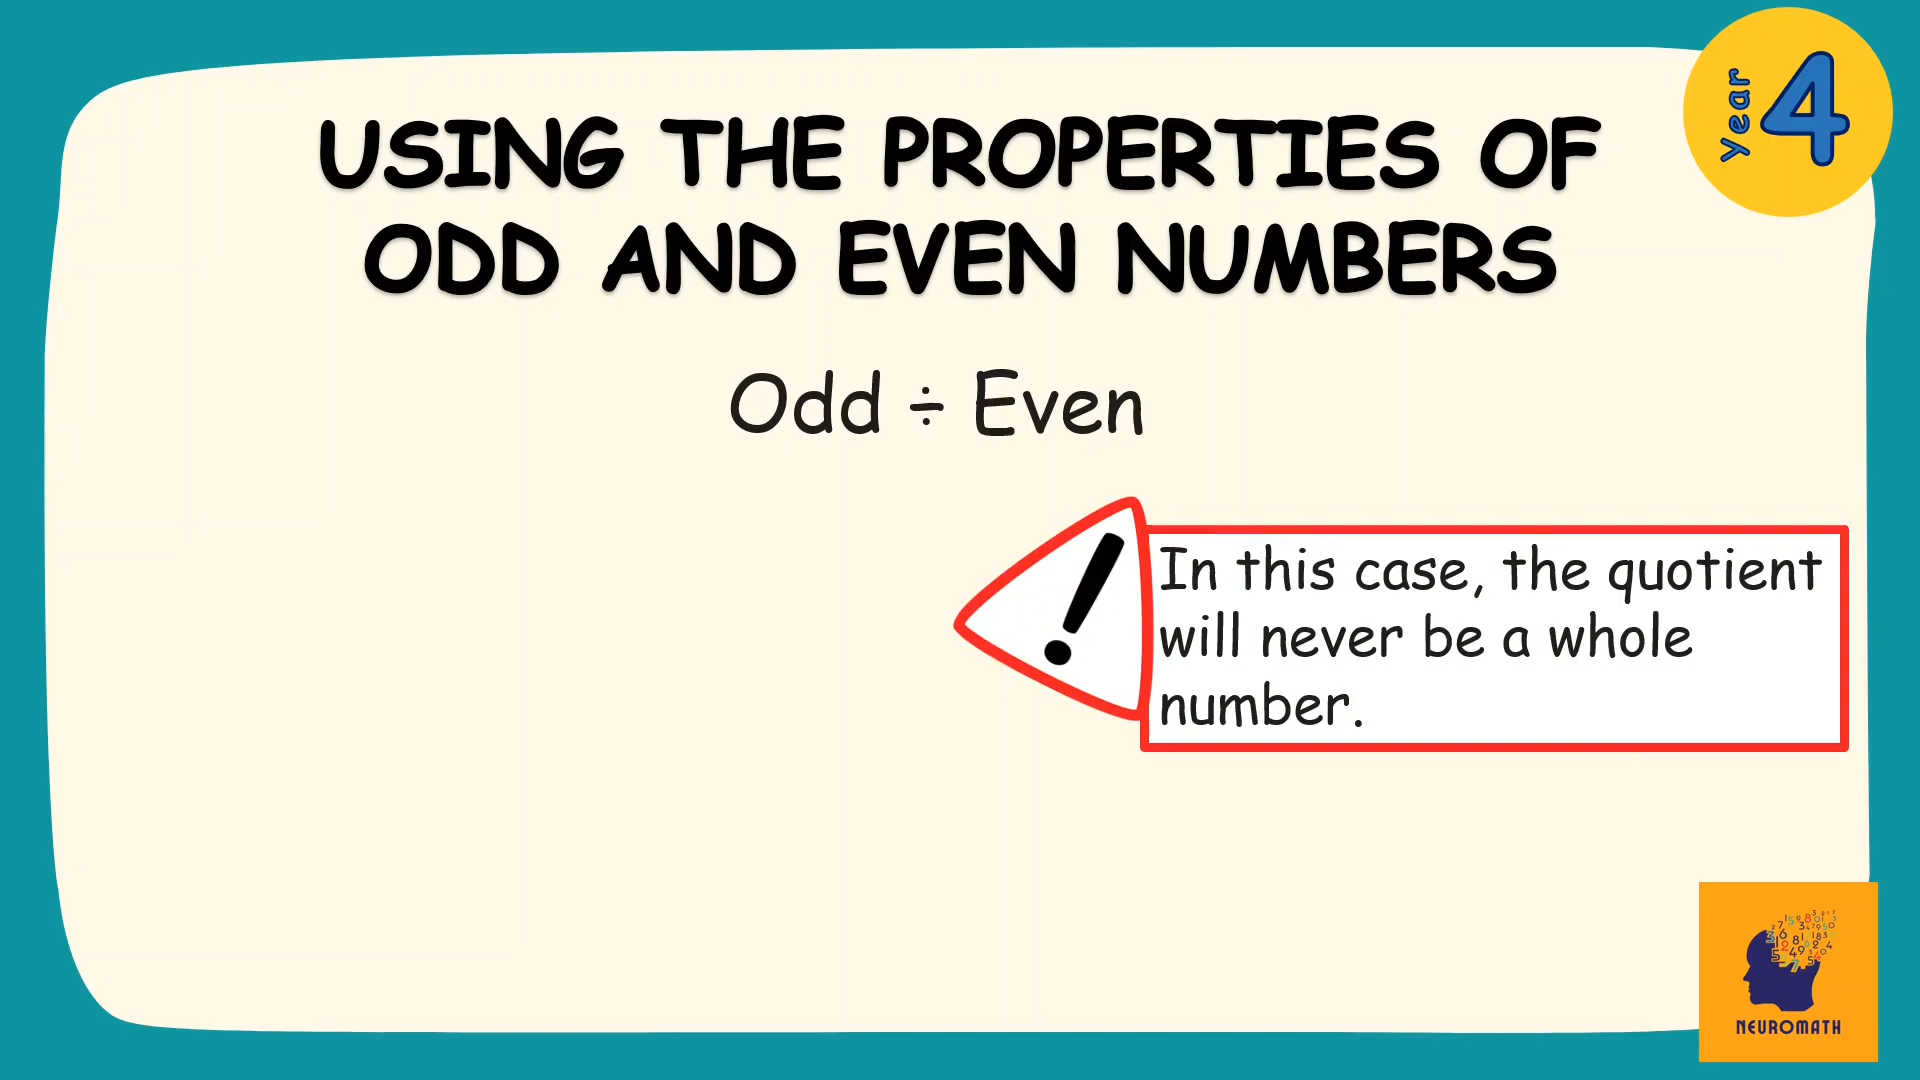 Year 4
USING THE PROPERTIES OF
ODD AND EVEN NUMBERS
Odd ÷ Even
!
In this case, the quotient
will never be a whole
number.
NEUROMATH